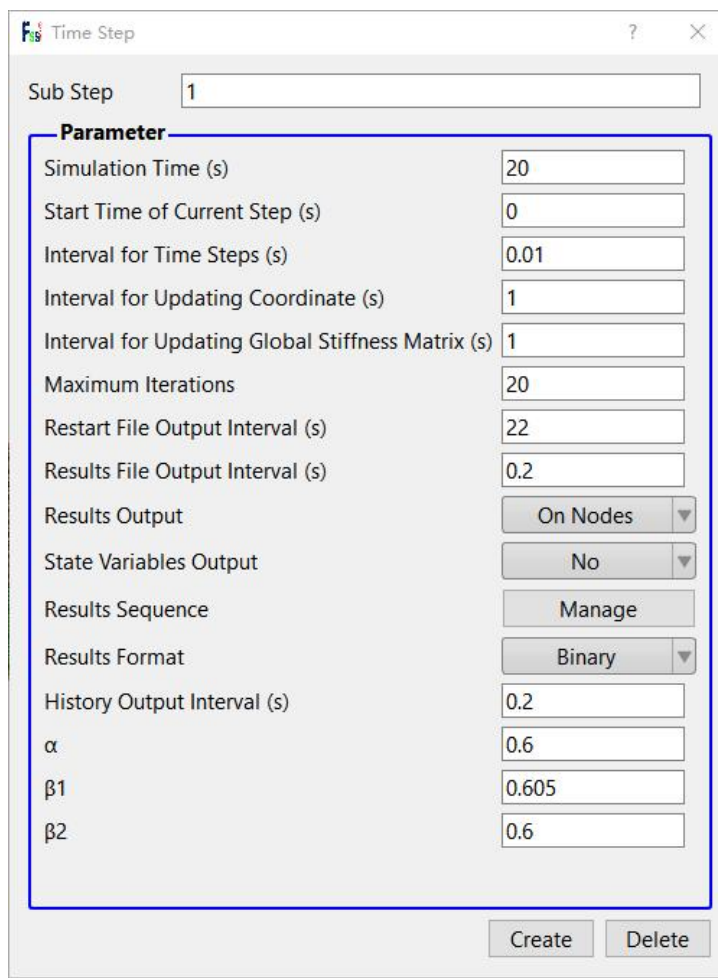 Time Step ?
Sub Step 1
Parameter
Simulation Time (s) 20
Start Time of Current Step (s) 0
Interval for Time Steps (s) 0.01
Interval for Updating Coordinate (s) 1
Interval for Updating Global Stiffness Matrix (s) 1
Maximum Iterations 20
Restart File Output Interval (s) 22
Results File Output Interval (s) 0.2
Results Output On Nodes
State Variables Output No
Results Sequence Manage
Results Format Binary
History Output Interval (s) 0.2
α 0.6
β1 0.605
β2 0.6
Create Delete